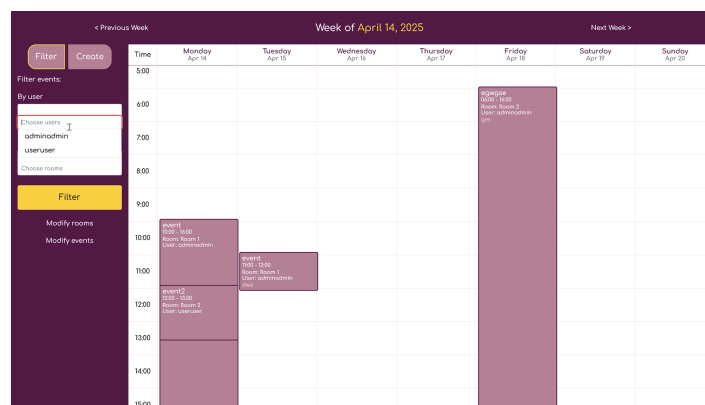 < Previous Week
Week of April 14, 2025
Next Week >
Filter
Create
Filter events:
By user
Choose users
adminadmin
useruser
Choose rooms
Filter
Modify rooms
Modify events
Time
Monday
Apr 14
Tuesday
Apr 15
Wednesday
Apr 16
Thursday
Apr 17
Friday
Apr 18
Saturday
Apr 19
Sunday
Apr 20
5:00
6:00
7:00
8:00
9:00
10:00
11:00
12:00
13:00
14:00
15:00
event
10:00 - 16:00
Room: Room 1
User: adminadmin
event2
12:00 - 13:30
Room: Room 2
User: useruser
event
11:00 - 12:00
Room: Room 1
User: adminadmin
egwgse
06:00 - 16:00
Room: Room 2
User: adminadmin